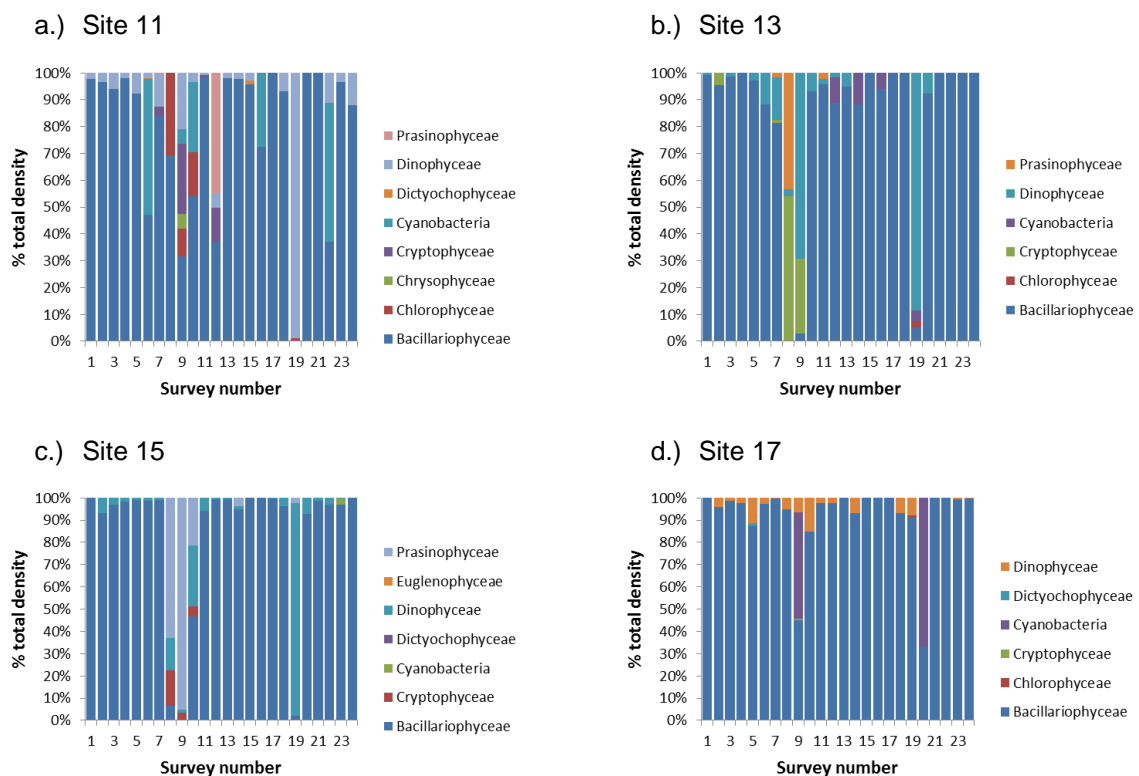 a.) Site 11
% total density
100%
90%
80%
70%
60%
50%
40%
30%
20%
10%
0%
1 3 5 7 9 11 13 15 17 19 21 23
Survey number
Prasinophyceae
Dinophyceae
Dictyochophyceae
Cyanobacteria
Cryptophyceae
Chrysophyceae
Chlorophyceae
Bacillariophyceae
b.) Site 13
% total density
100%
90%
80%
70%
60%
50%
40%
30%
20%
10%
0%
1 3 5 7 9 11 13 15 17 19 21 23
Survey number
Prasinophyceae
Dinophyceae
Cyanobacteria
Cryptophyceae
Chlorophyceae
Bacillariophyceae
c.) Site 15
% total density
100%
90%
80%
70%
60%
50%
40%
30%
20%
10%
0%
1 3 5 7 9 11 13 15 17 19 21 23
Survey number
Prasinophyceae
Euglenophyceae
Dinophyceae
Dictyochophyceae
Cyanobacteria
Cryptophyceae
Bacillariophyceae
d.) Site 17
% total density
100%
90%
80%
70%
60%
50%
40%
30%
20%
10%
0%
1 3 5 7 9 11 13 15 17 19 21 23
Survey number
Dinophyceae
Dictyochophyceae
Cyanobacteria
Cryptophyceae
Chlorophyceae
Bacillariophyceae